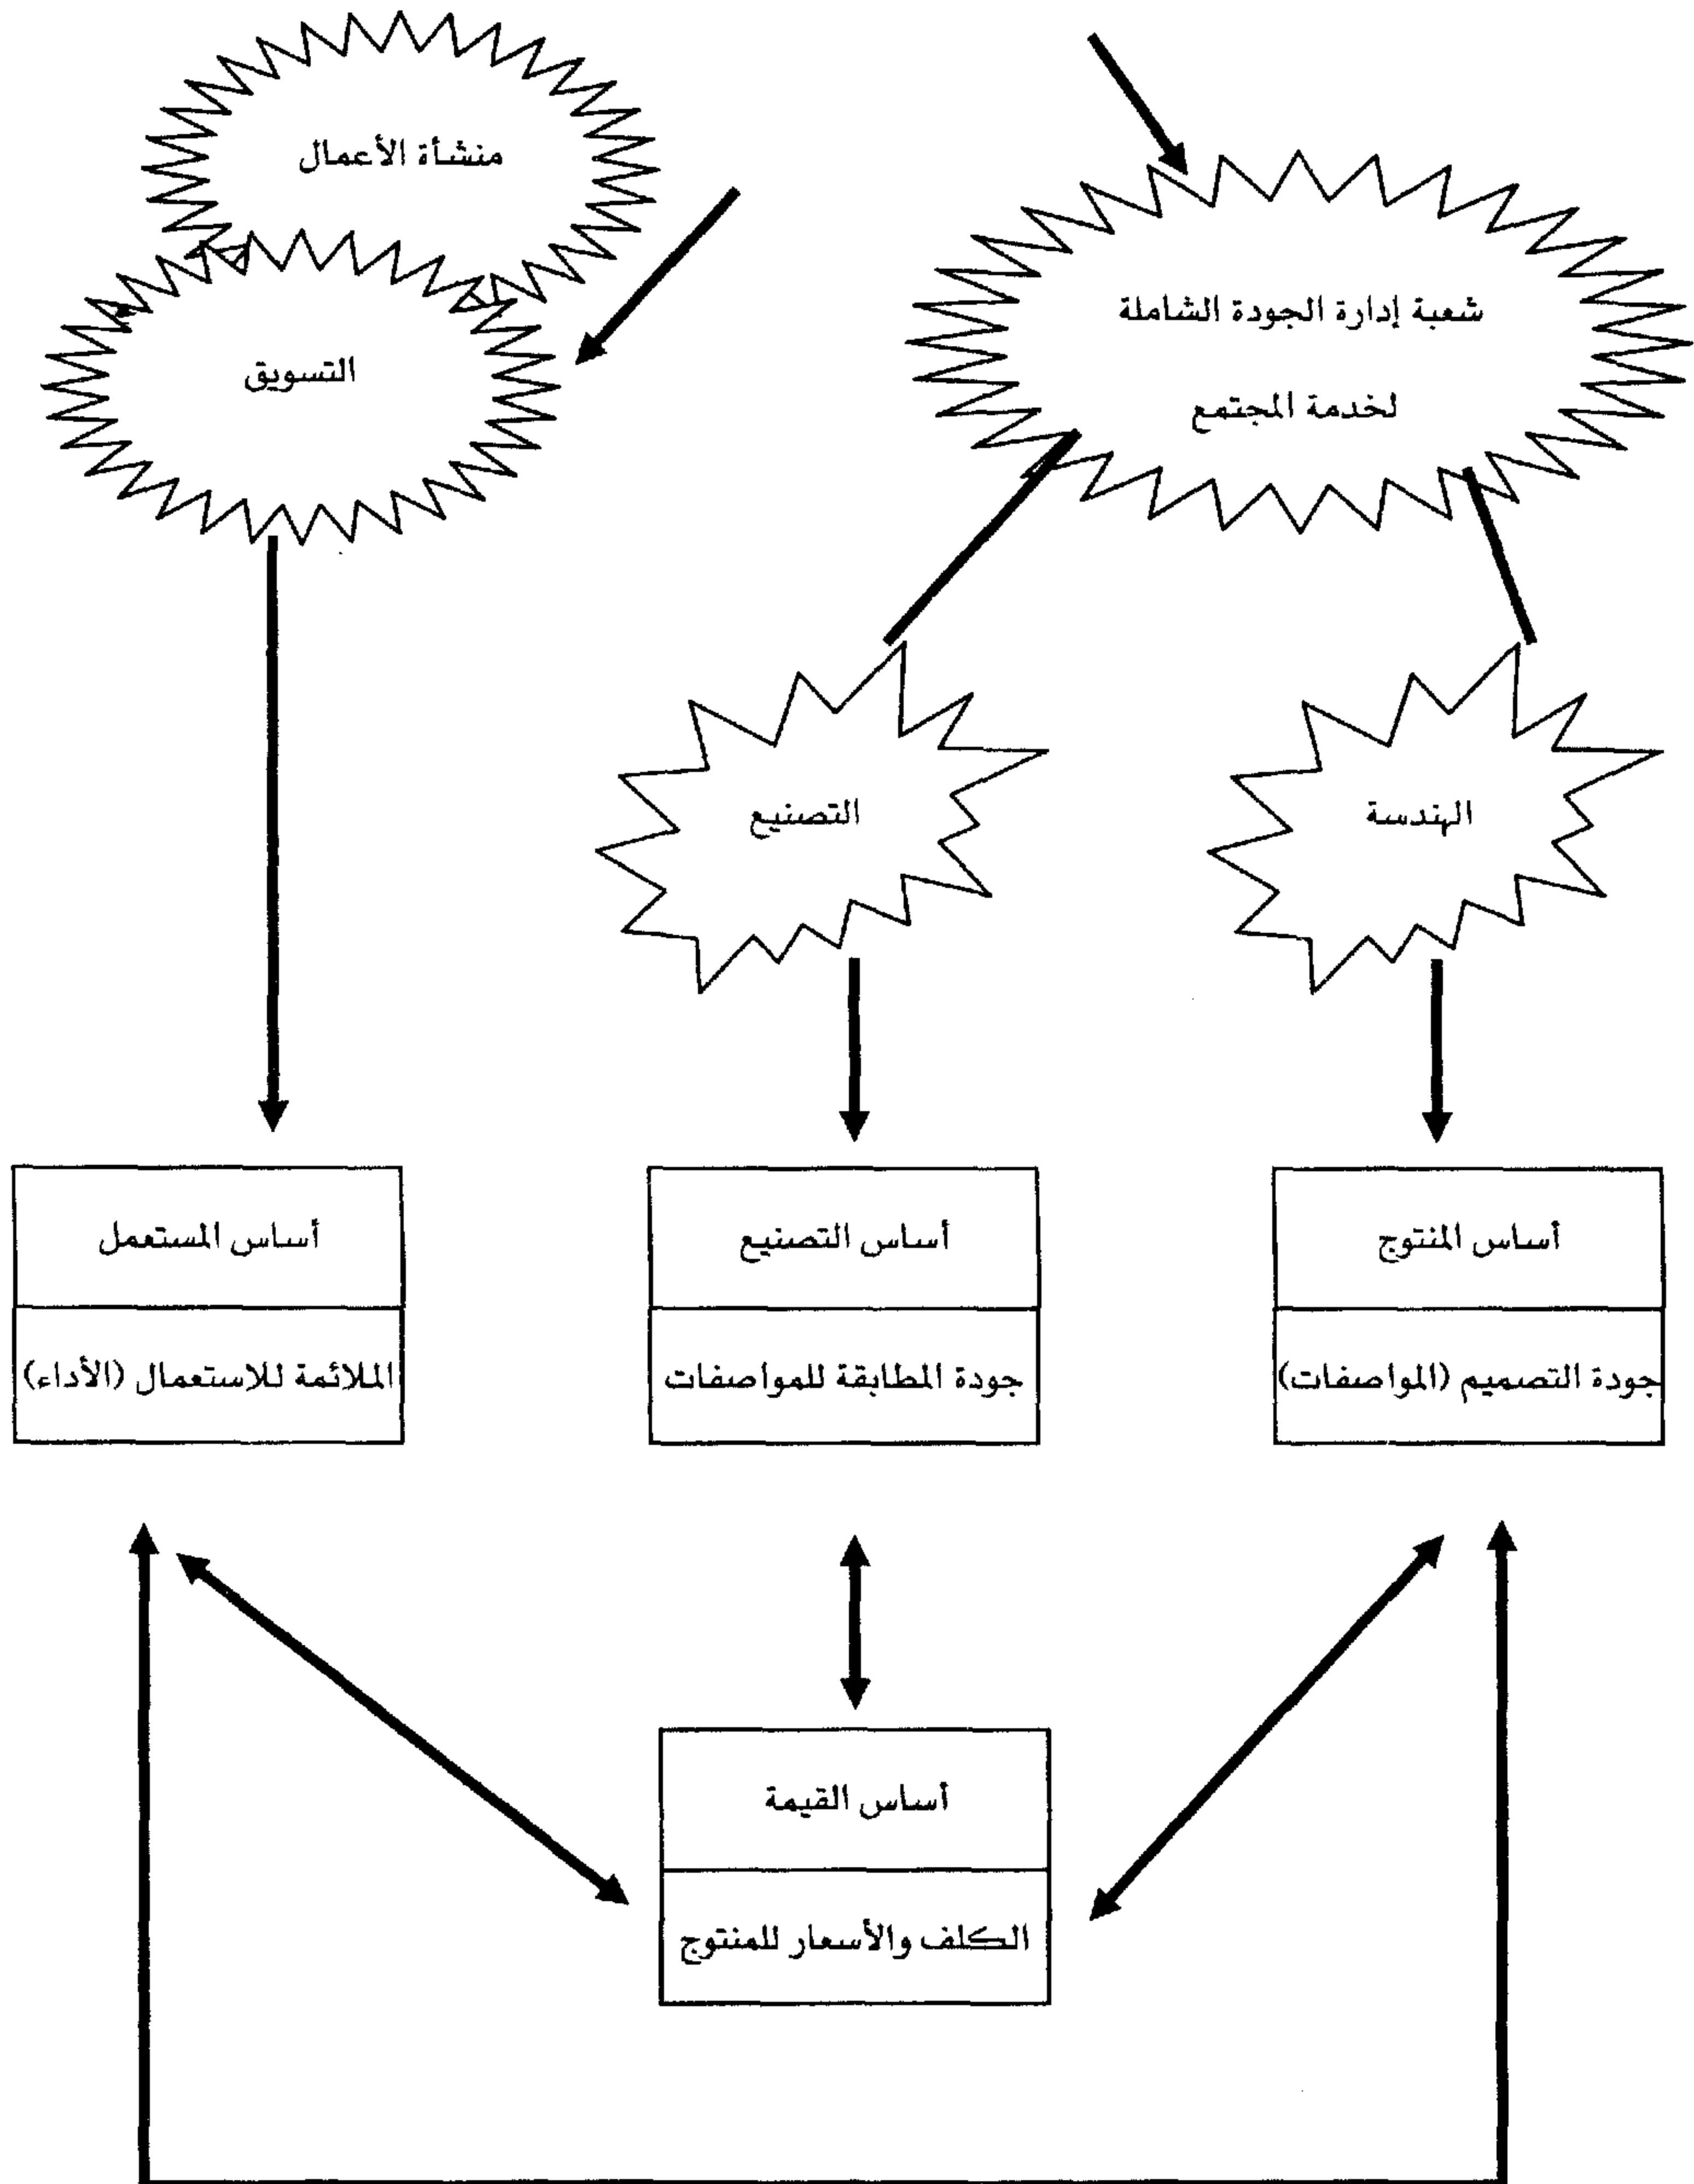 منشأة الأعمال
شعبة إدارة الجودة الشاملة
لخدمة المجتمع
التسويق
الهندسة
التصنيع
أساس المنتوج
جودة التصميم (المواصفات)
أساس التصنيع
جودة المطابقة للمواصفات
أساس المستعمل
الملائمة للاستعمال (الأداء)
أساس القيمة
الكلف والأسعار للمنتوج